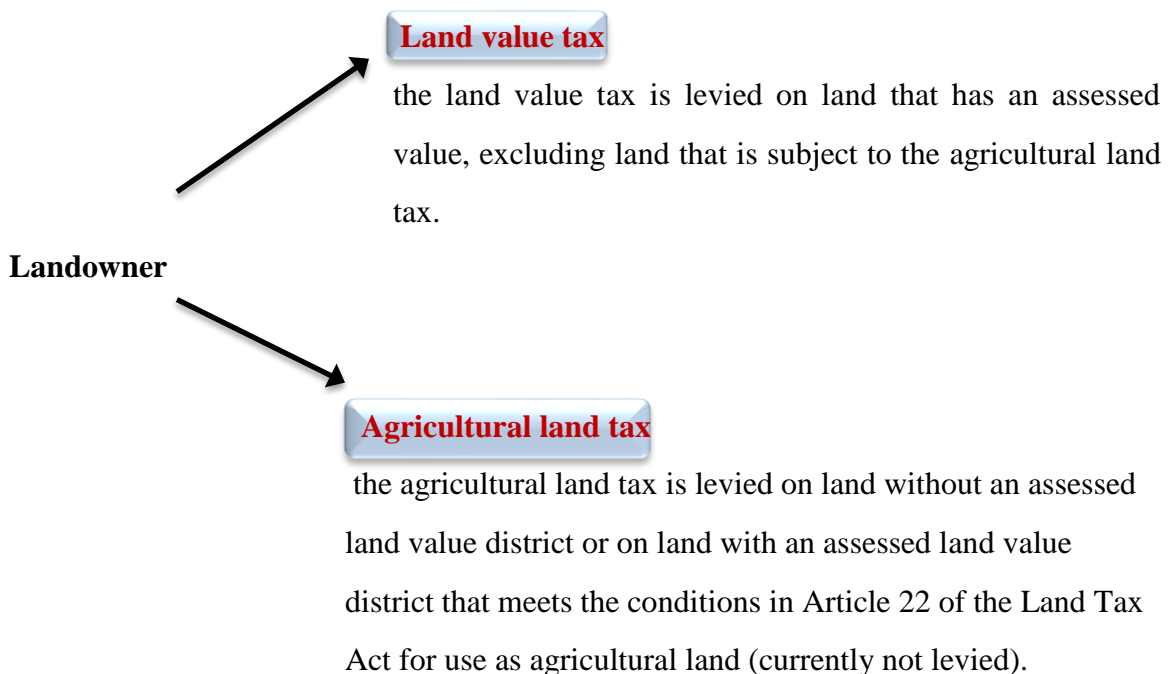 Land value tax
the land value tax is levied on land that has an assessed
value, excluding land that is subject to the agricultural land
tax.
Landowner
Agricultural land tax
the agricultural land tax is levied on land without an assessed
land value district or on land with an assessed land value
district that meets the conditions in Article 22 of the Land Tax
Act for use as agricultural land (currently not levied).